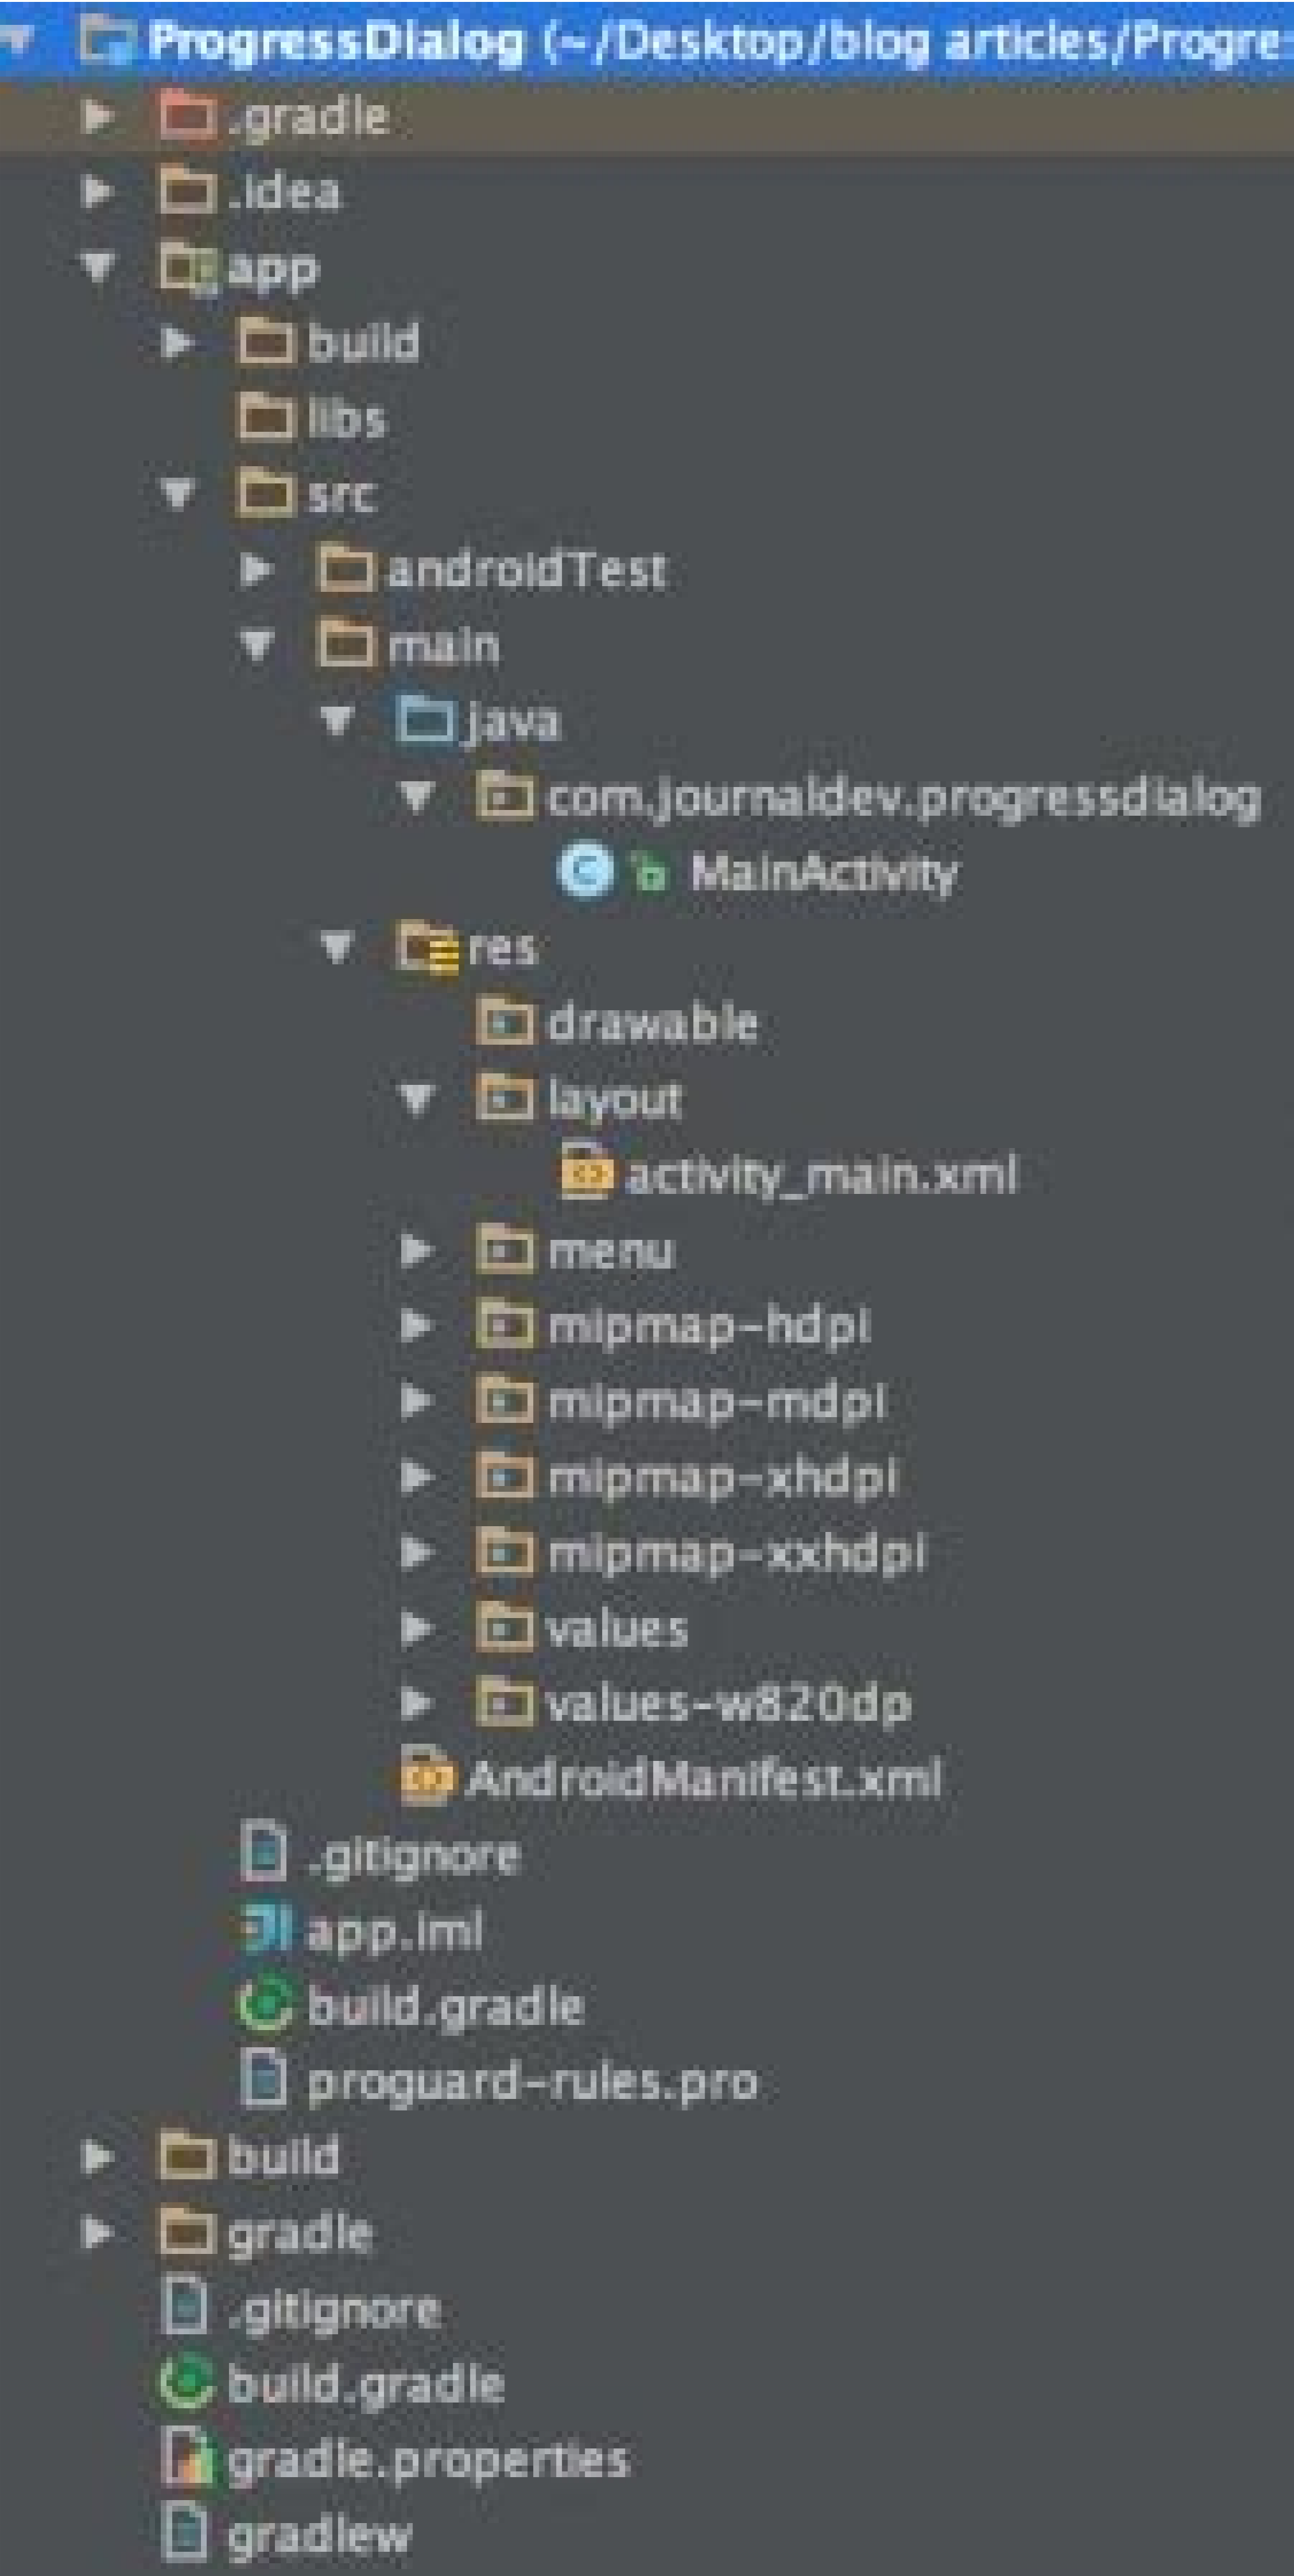 ProgressDialog (~/Desktop/blog articles/Progre
.gradle
.idea
app
build
libs
src
androidTest
main
java
com.journaldev.progressdialog
MainActivity
res
drawable
layout
activity_main.xml
menu
mipmap-hdpi
mipmap-mdpi
mipmap-xhdpi
mipmap-xxhdpi
values
values-w820dp
AndroidManifest.xml
.gitignore
app.iml
build.gradle
proguard-rules.pro
build
gradle
.gitignore
build.gradle
gradle.properties
gradlew